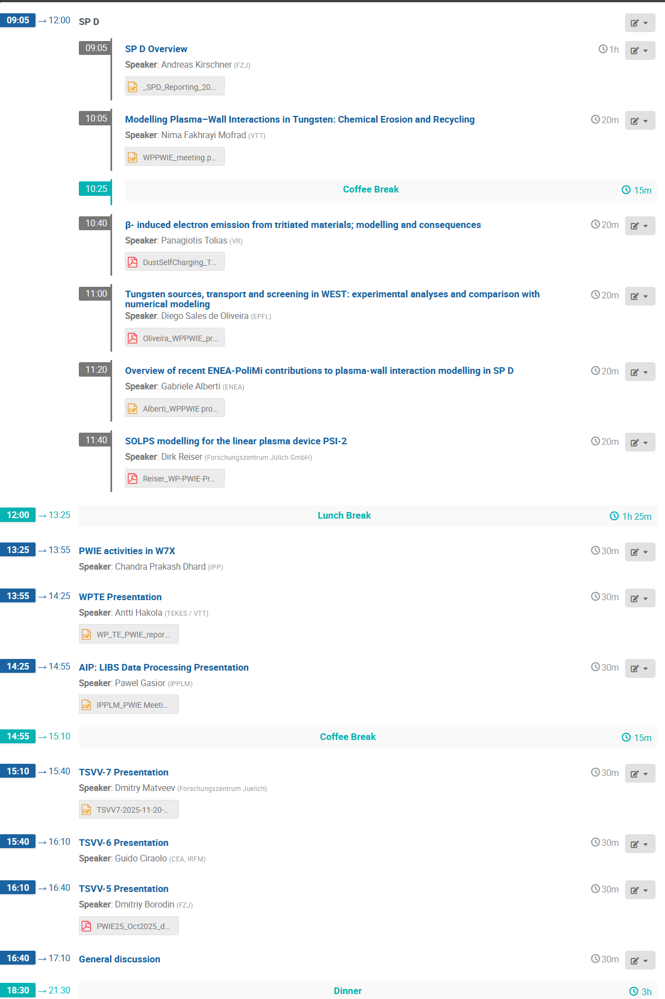 09:05 → 12:00 SP D
09:05 SP D Overview 1h
Speaker: Andreas Kirschner (FZJ)
_SPD_Reporting_20...
10:05 Modelling Plasma–Wall Interactions in Tungsten: Chemical Erosion and Recycling 20m
Speaker: Nima Fakhrayi Mofrad (VTT)
WPPWIE_meeting.p...
10:25 Coffee Break 15m
10:40 β- induced electron emission from tritiated materials; modelling and consequences 20m
Speaker: Panagiotis Tolias (VR)
DustSelfCharging_T...
11:00 Tungsten sources, transport and screening in WEST: experimental analyses and comparison with 20m
numerical modeling
Speaker: Diego Sales de Oliveira (EPFL)
Oliveira_WPPWIE_pr...
11:20 Overview of recent ENEA-PoliMi contributions to plasma-wall interaction modelling in SP D 20m
Speaker: Gabriele Alberti (ENEA)
Alberti_WPPWIE pro...
11:40 SOLPS modelling for the linear plasma device PSI-2 20m
Speaker: Dirk Reiser (Forschungszentrum Jülich GmbH)
Reiser_WP-PWIE-Pr...
12:00 → 13:25 Lunch Break 1h 25m
13:25 → 13:55 PWIE activities in W7X 30m
Speaker: Chandra Prakash Dhard (IPP)
13:55 → 14:25 WPTE Presentation 30m
Speaker: Antti Hakola (TEKES / VTT)
WP_TE_PWIE_repor...
14:25 → 14:55 AIP: LIBS Data Processing Presentation 30m
Speaker: Pawel Gasior (IPPLM)
IPPLM_PWIE Meeti...
14:55 → 15:10 Coffee Break 15m
15:10 → 15:40 TSVV-7 Presentation 30m
Speaker: Dmitry Matveev (Forschungszentrum Juelich)
TSVV7-2025-11-20-...
15:40 → 16:10 TSVV-6 Presentation 30m
Speaker: Guido Ciraolo (CEA, IRFM)
16:10 → 16:40 TSVV-5 Presentation 30m
Speaker: Dmitriy Borodin (FZJ)
PWIE25_Oct2025_d...
16:40 → 17:10 General discussion 30m
18:30 → 21:30 Dinner 3h